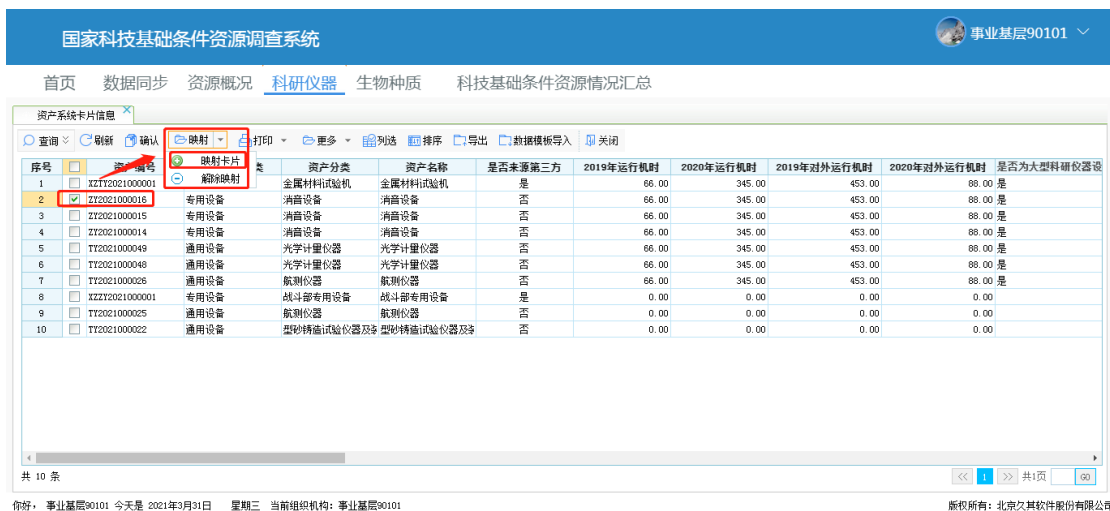 国家科技基础条件资源调查系统
事业基层90101
首页 数据同步 资源概况 科研仪器 生物种质 科技基础条件资源情况汇总
资产系统卡片信息
查询 刷新 确认 映射 打印 更多 列选 排序 导出 数据模板导入 关闭
映射卡片
解除映射
序号 资产编号 类 资产分类 资产名称 是否来源第三方 2019年运行机时 2020年运行机时 2019年对外运行机时 2020年对外运行机时 是否为大型科研仪器设
1 XZTY2021000001 金属材料试验机 金属材料试验机 是 66.00 345.00 453.00 88.00 是
2 ZY2021000016 专用设备 消音设备 消音设备 否 66.00 345.00 453.00 88.00 是
3 ZY2021000015 专用设备 消音设备 消音设备 否 66.00 345.00 453.00 88.00 是
4 ZY2021000014 专用设备 消音设备 消音设备 否 66.00 345.00 453.00 88.00 是
5 TY2021000049 通用设备 光学计量仪器 光学计量仪器 否 66.00 345.00 453.00 88.00 是
6 TY2021000048 通用设备 光学计量仪器 光学计量仪器 否 66.00 345.00 453.00 88.00 是
7 TY2021000026 通用设备 航测仪器 航测仪器 否 66.00 345.00 453.00 88.00 是
8 XZZY2021000001 专用设备 战斗部专用设备 战斗部专用设备 是 0.00 0.00 0.00 0.00
9 TY2021000025 通用设备 航测仪器 航测仪器 否 0.00 0.00 0.00 0.00
10 TY2021000022 通用设备 型砂铸造试验仪器及 型砂铸造试验仪器及 否 0.00 0.00 0.00 0.00
共 10 条
<< 1 >> 共1页 GO
你好, 事业基层90101 今天是 2021年3月31日 星期三 当前组织机构: 事业基层90101
版权所有: 北京久其软件股份有限公司